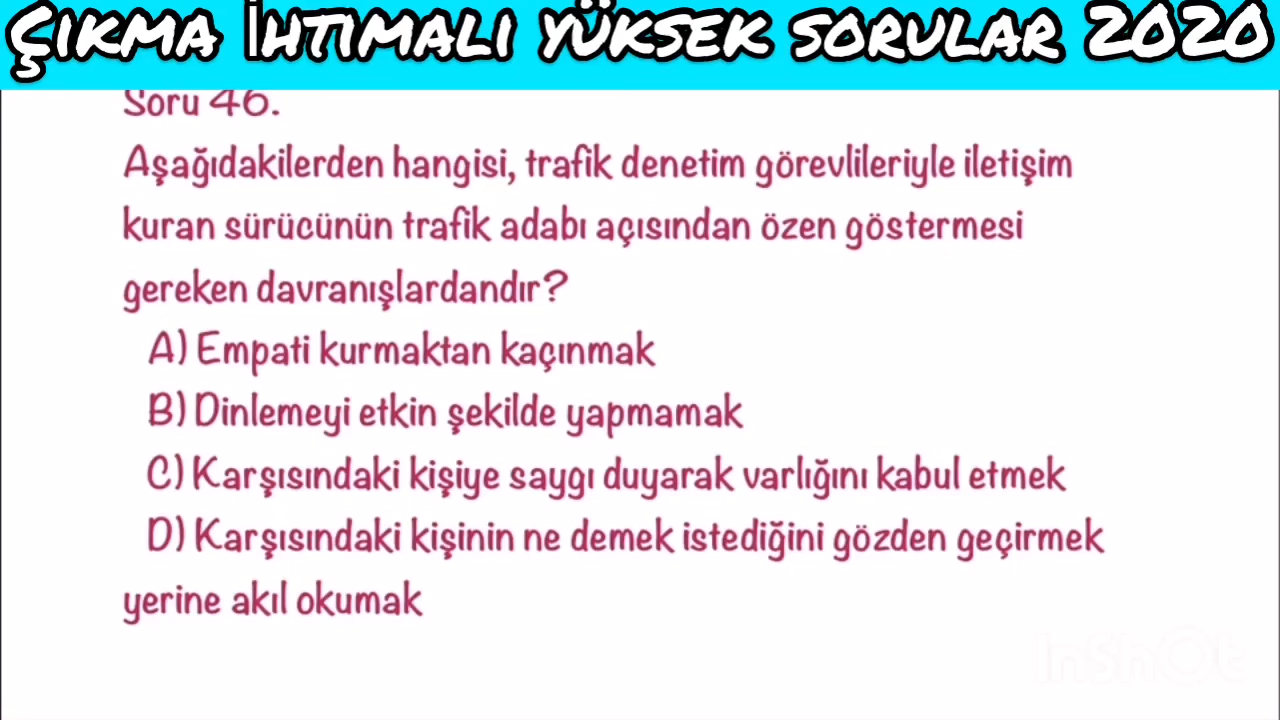 Çıkma İhtimali yüksek sorular 2020
Soru 46.
Aşağıdakilerden hangisi, trafik denetim görevlileriyle iletişim
kuran sürücünün trafik adabı açısından özen göstermesi
gereken davranışlardandır?
A) Empati kurmaktan kaçınmak
B) Dinlemeyi etkin şekilde yapmamak
C) Karşısındaki kişiye saygı duyarak varlığını kabul etmek
D) Karşısındaki kişinin ne demek istediğini gözden geçirmek
yerine akıl okumak
InShOt